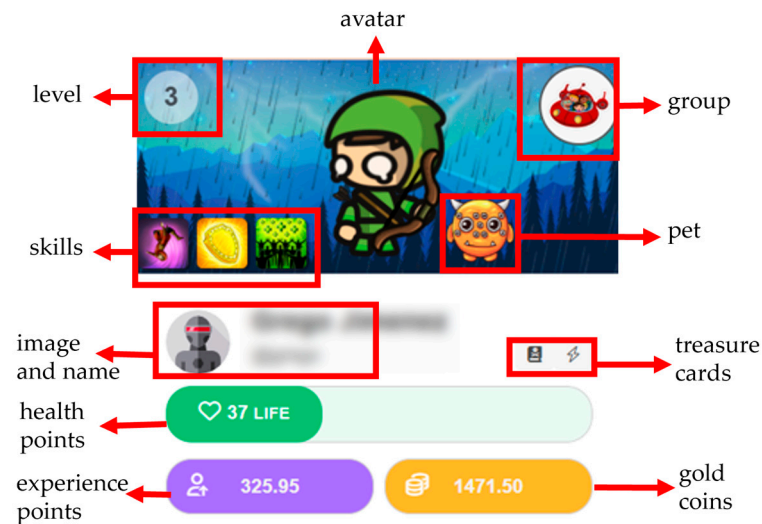 avatar
level
3
group
skills
pet
image
and name
treasure
cards
health
points
37 LIFE
experience
points
325.95
1471.50
gold
coins